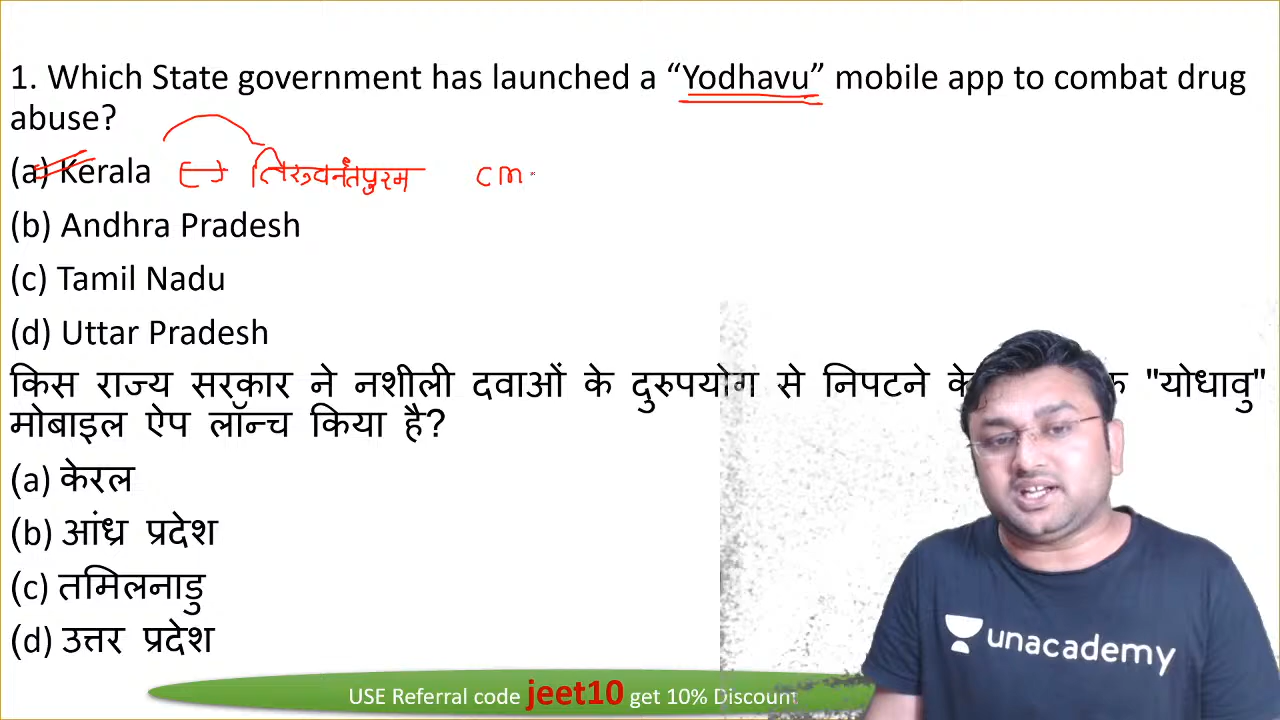 1. Which State government has launched a “Yodhavu” mobile app to combat drug
abuse?
(a) Kerala तिरुवनंतपुरम cm
(b) Andhra Pradesh
(c) Tamil Nadu
(d) Uttar Pradesh
किस राज्य सरकार ने नशीली दवाओं के दुरुपयोग से निपटने के क "योधावु"
मोबाइल ऐप लॉन्च किया है?
(a) केरल
(b) आंध्र प्रदेश
(c) तमिलनाडु
(d) उत्तर प्रदेश
unacademy
USE Referral code jeet10 get 10% Discount